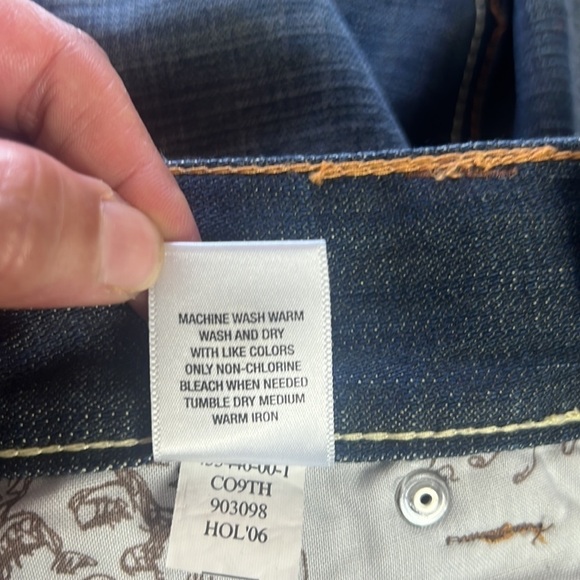 MACHINE WASH WARM
WASH AND DRY
WITH LIKE COLORS
ONLY NON-CHLORINE
BLEACH WHEN NEEDED
TUMBLE DRY MEDIUM
WARM IRON
CO9TH
903098
HOL'06